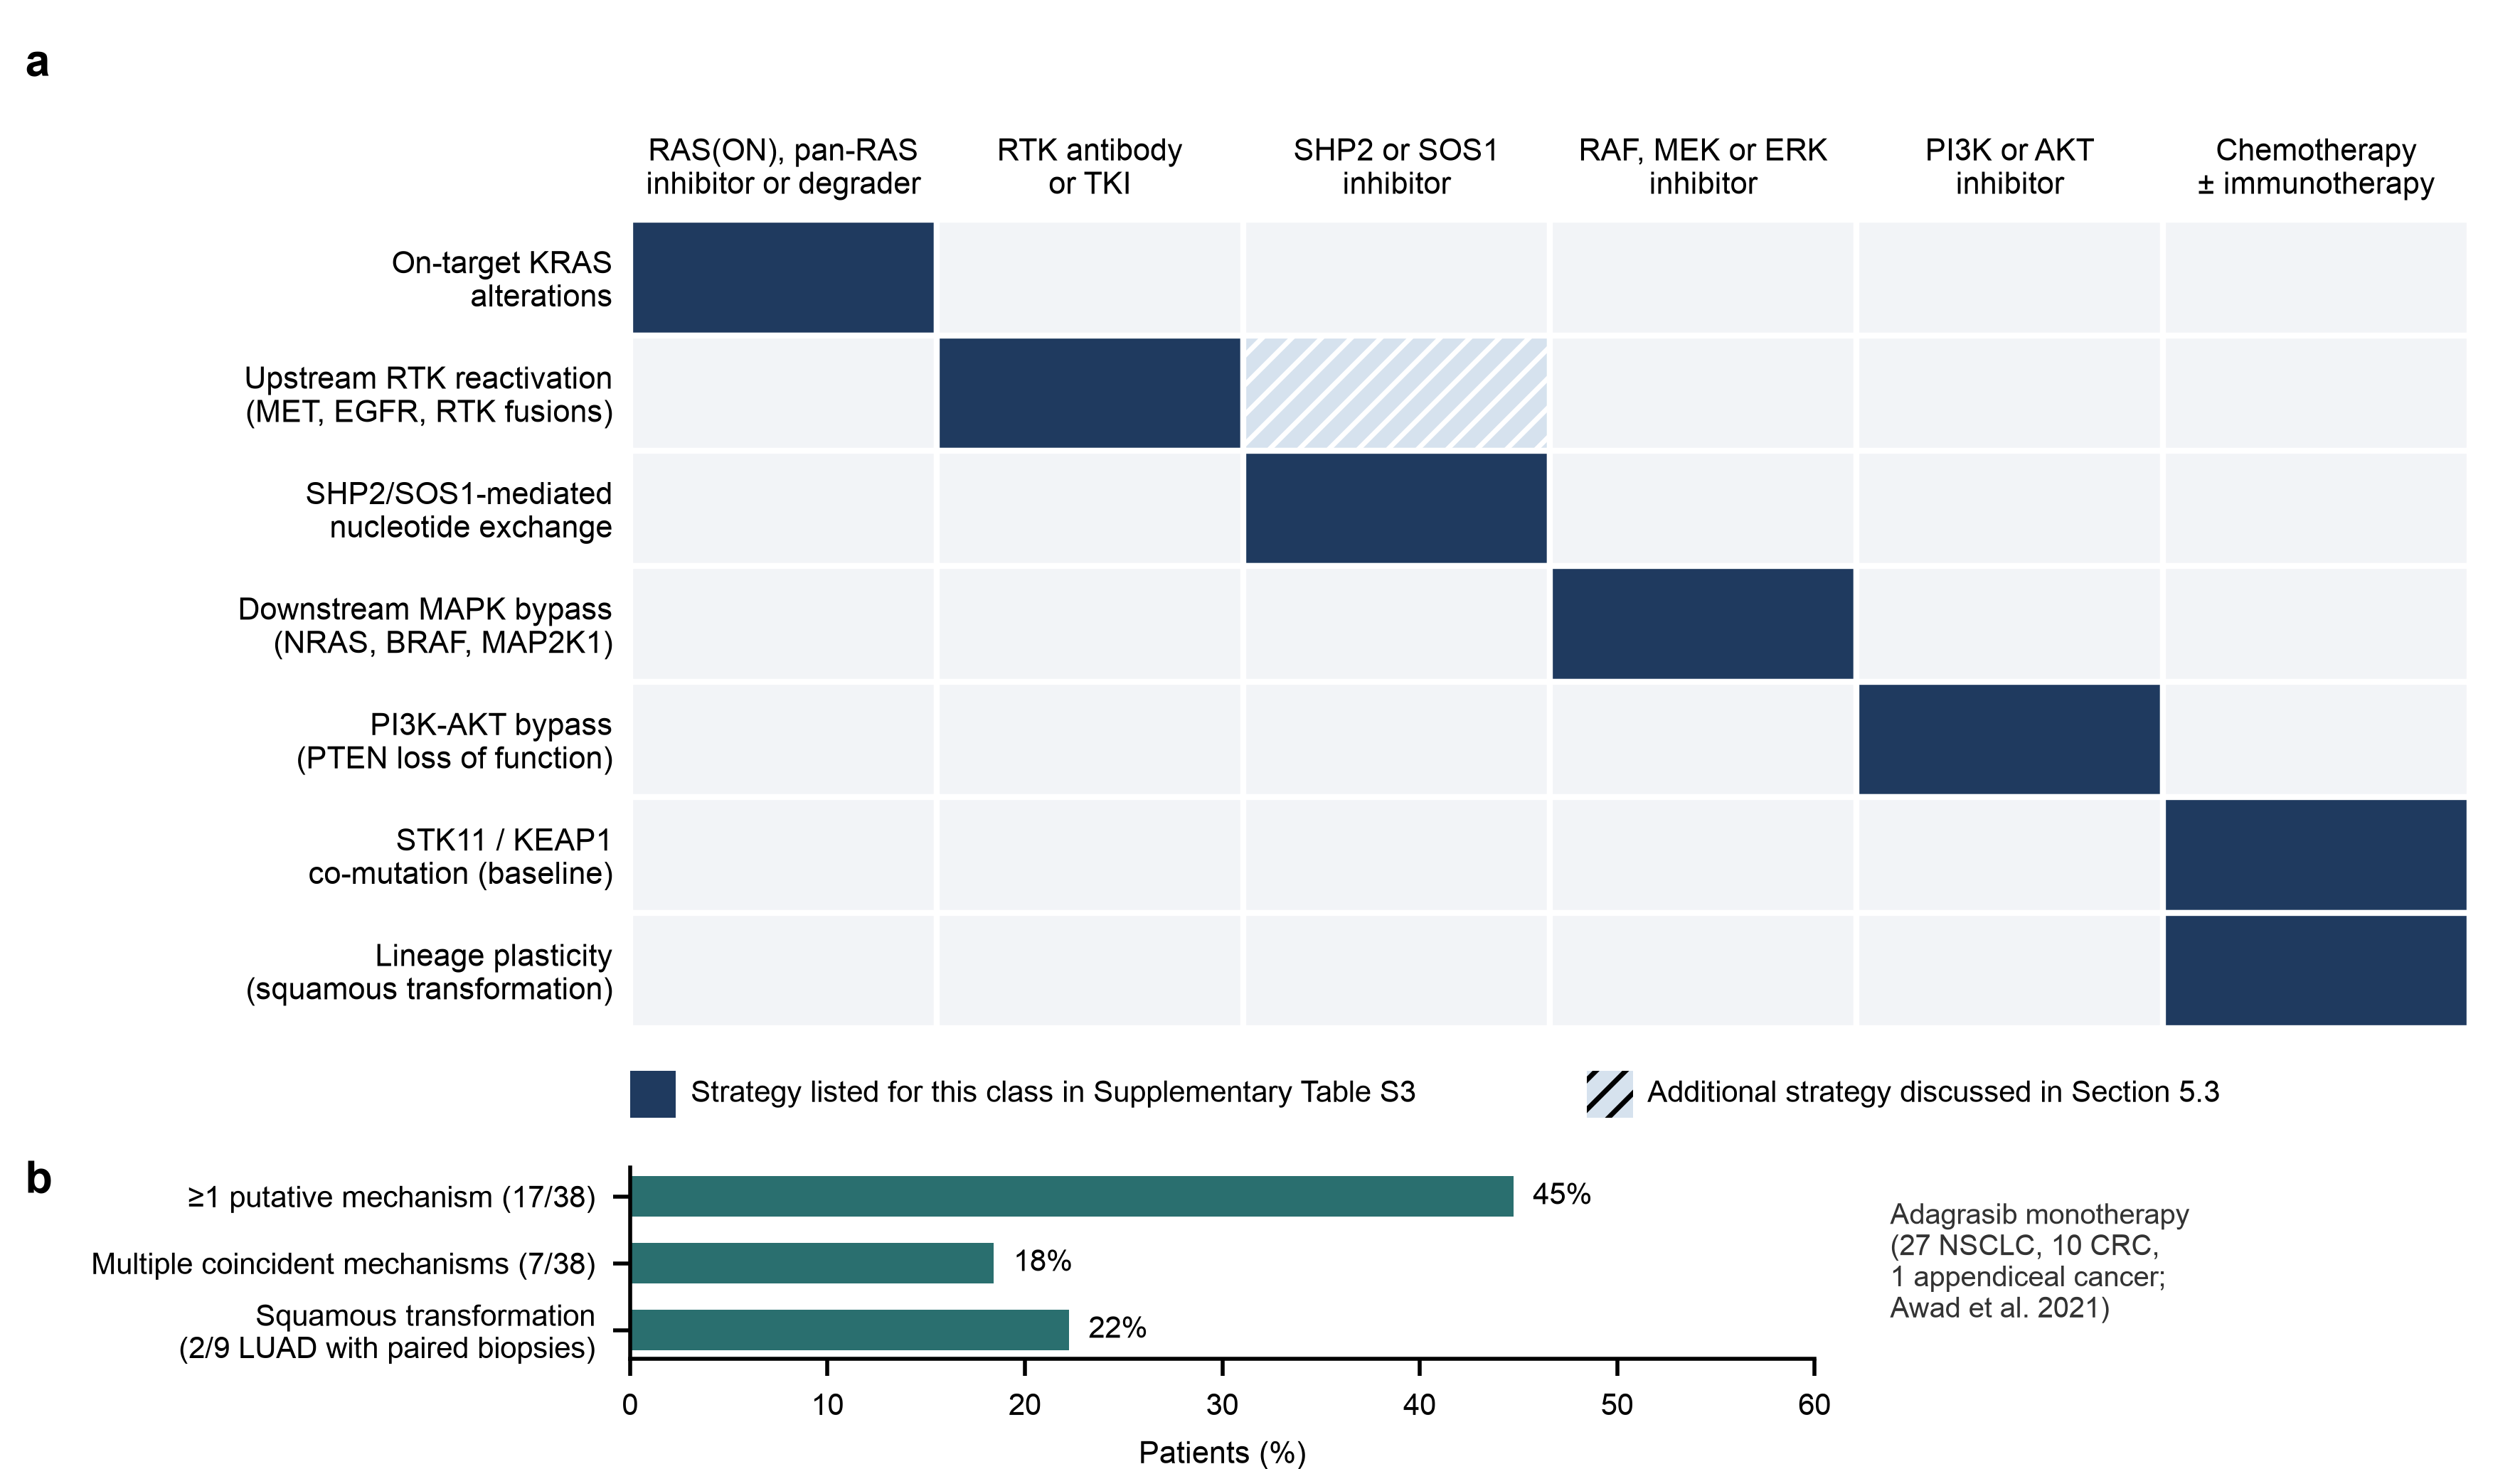 a
RAS(ON), pan-RAS
inhibitor or degrader
RTK antibody
or TKI
SHP2 or SOS1
inhibitor
RAF, MEK or ERK
inhibitor
PI3K or AKT
inhibitor
Chemotherapy
± immunotherapy
On-target KRAS
alterations
Upstream RTK reactivation
(MET, EGFR, RTK fusions)
SHP2/SOS1-mediated
nucleotide exchange
Downstream MAPK bypass
(NRAS, BRAF, MAP2K1)
PI3K-AKT bypass
(PTEN loss of function)
STK11 / KEAP1
co-mutation (baseline)
Lineage plasticity
(squamous transformation)
Strategy listed for this class in Supplementary Table S3
Additional strategy discussed in Section 5.3
b
≥1 putative mechanism (17/38)
45%
Multiple coincident mechanisms (7/38)
18%
Squamous transformation
(2/9 LUAD with paired biopsies)
22%
Adagrasib monotherapy
(27 NSCLC, 10 CRC,
1 appendiceal cancer;
Awad et al. 2021)
0 10 20 30 40 50 60
Patients (%)